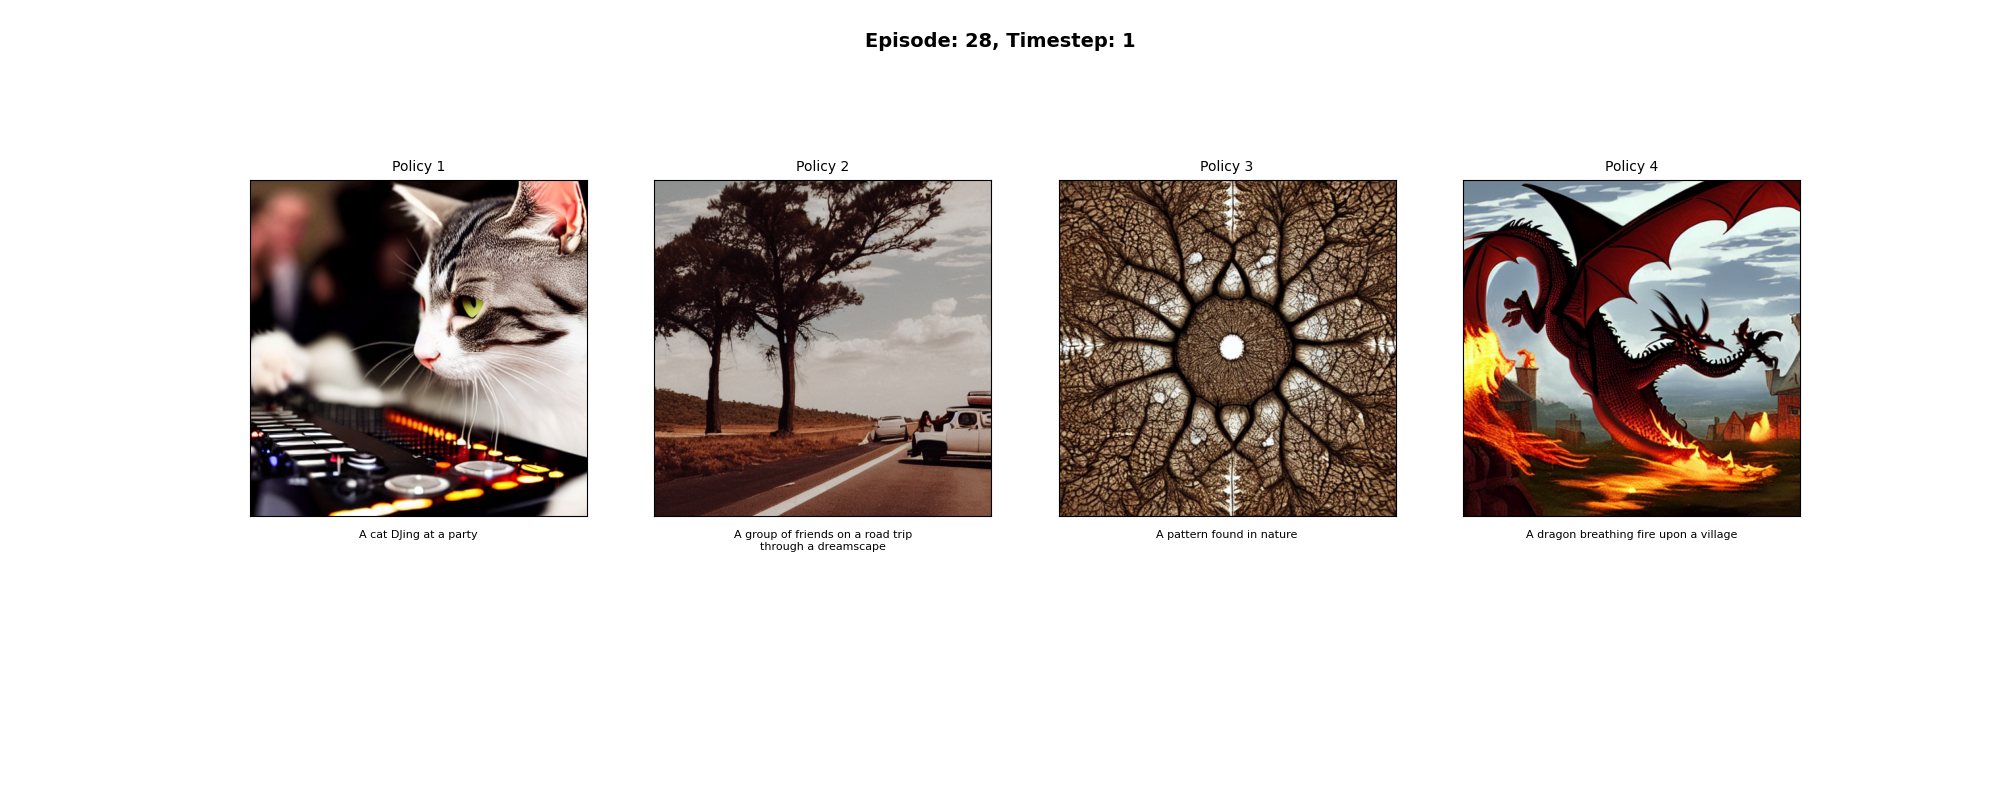 Episode: 28, Timestep: 1
Policy 1
Policy 2
Policy 3
Policy 4
A cat DJing at a party
A group of friends on a road trip
through a dreamscape
A pattern found in nature
A dragon breathing fire upon a village